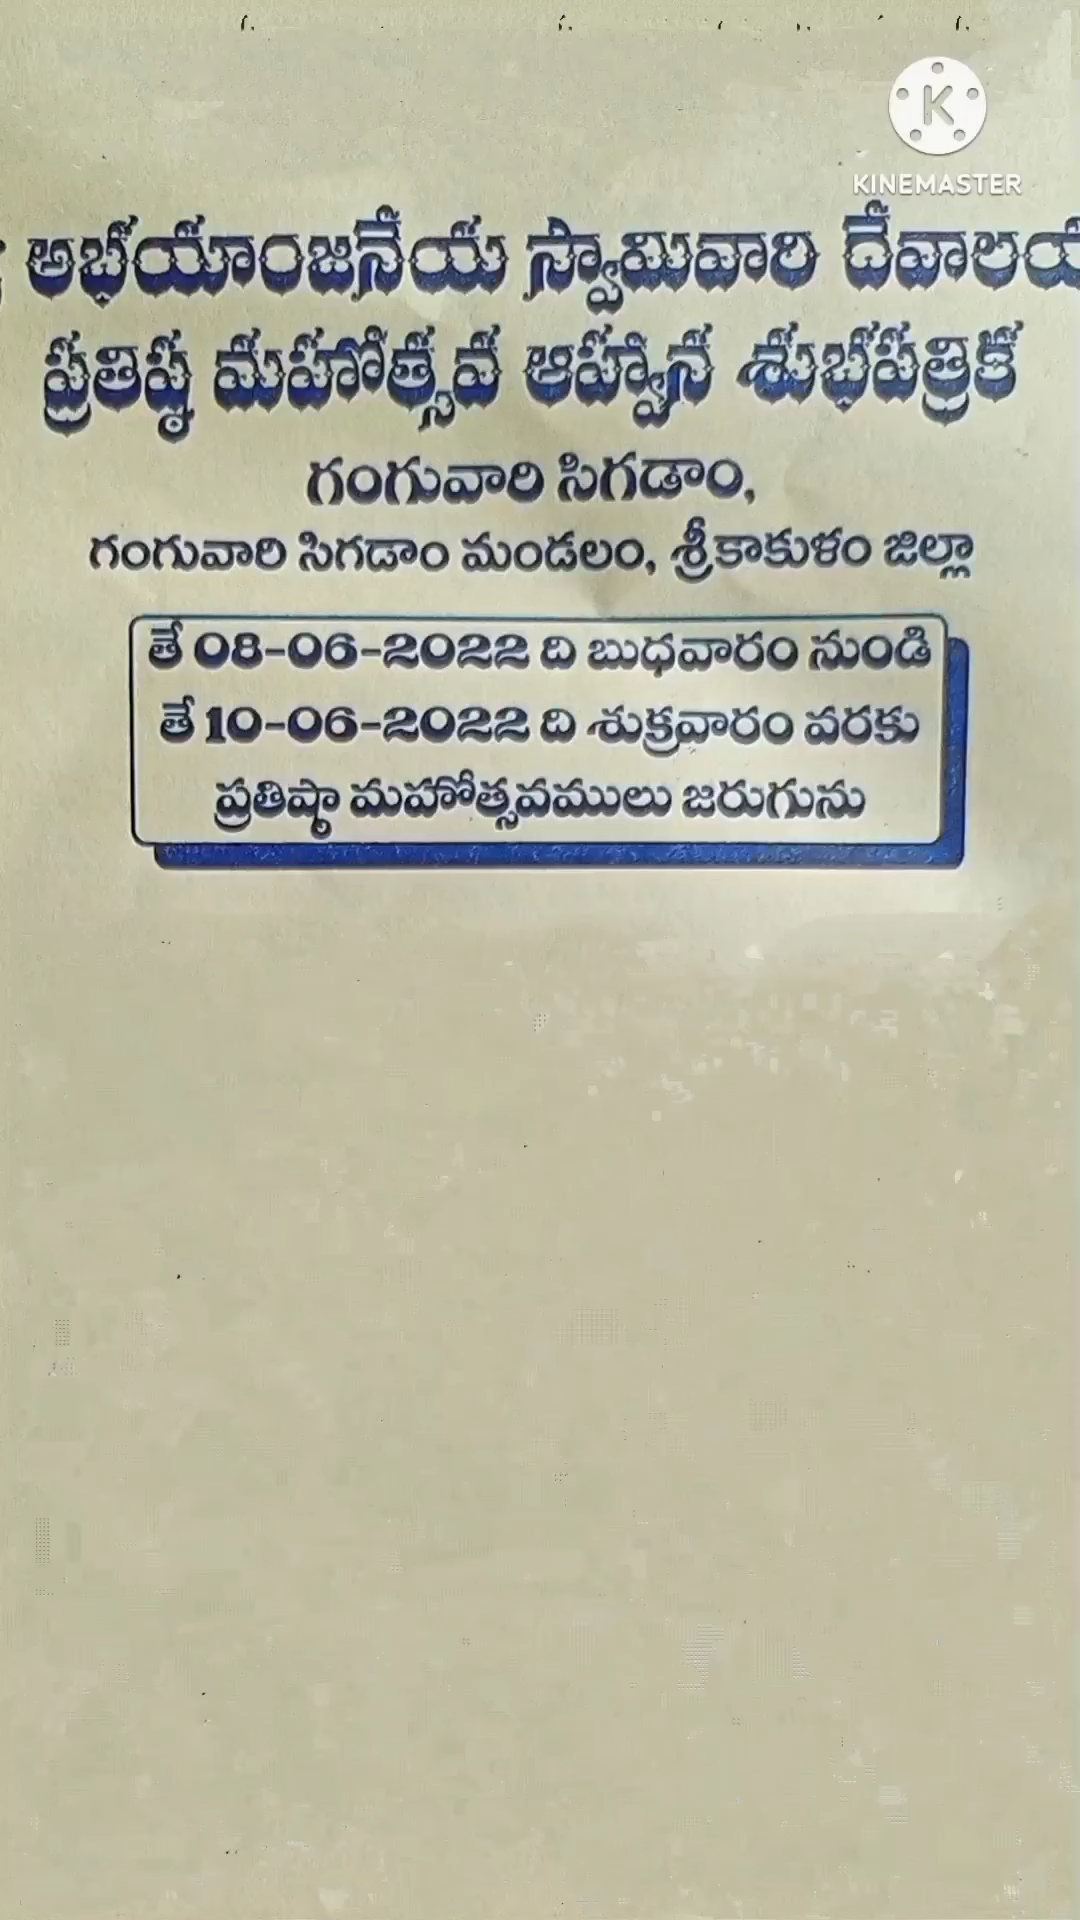 KINEMASTER
అభయాంజనేయ స్వామివారి దేవాలయ
ప్రతిష్ఠ మహోత్సవ ఆహ్వాన శుభపత్రిక
గంగువారి సిగడాం,
గంగువారి సిగడాం మండలం, శ్రీకాకుళం జిల్లా
తే 08-06-2022 ది బుధవారం నుండి
తే 10-06-2022 ది శుక్రవారం వరకు
ప్రతిష్ఠా మహోత్సవములు జరుగును